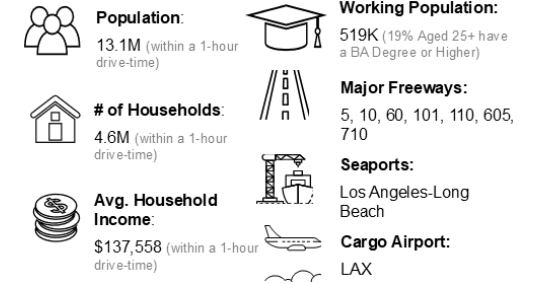 Population:
13.1M (within a 1-hour
drive-time)
# of Households:
4.6M (within a 1-hour
drive-time)
Avg. Household
Income:
$137,558 (within a 1-hour
drive-time)
Working Population:
519K (19% Aged 25+ have
a BA Degree or Higher)
Major Freeways:
5, 10, 60, 101, 110, 605,
710
Seaports:
Los Angeles-Long
Beach
Cargo Airport:
LAX